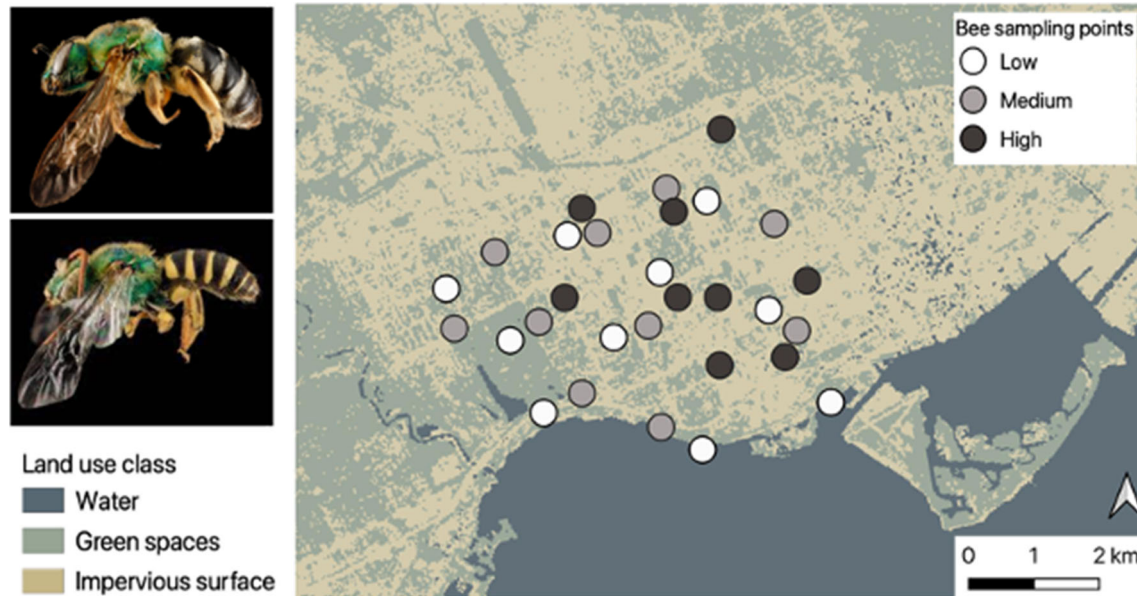 Bee sampling points
Low
Medium
High
Land use class
Water
Green spaces
Impervious surface
0 1 2 km